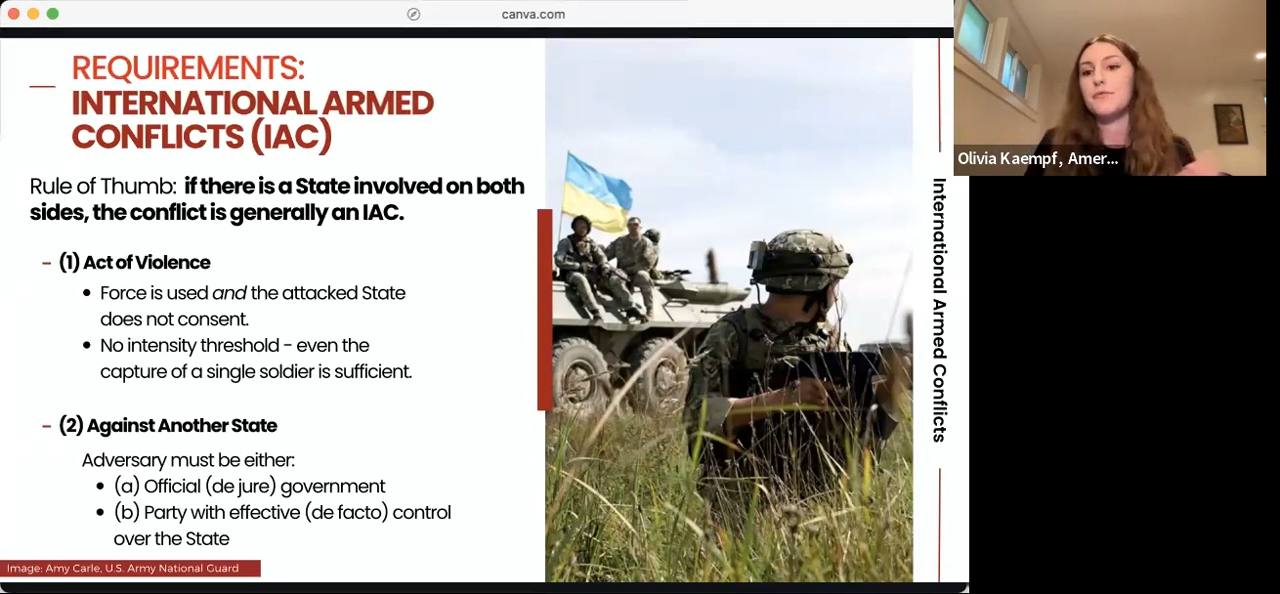 canva.com
REQUIREMENTS:
INTERNATIONAL ARMED
CONFLICTS (IAC)
Rule of Thumb: if there is a State involved on both
sides, the conflict is generally an IAC.
– (1) Act of Violence
• Force is used and the attacked State
does not consent.
• No intensity threshold - even the
capture of a single soldier is sufficient.
– (2) Against Another State
Adversary must be either:
• (a) Official (de jure) government
• (b) Party with effective (de facto) control
over the State
Image: Amy Carle, U.S. Army National Guard
International Armed Conflicts
Olivia Kaempf, Amer...